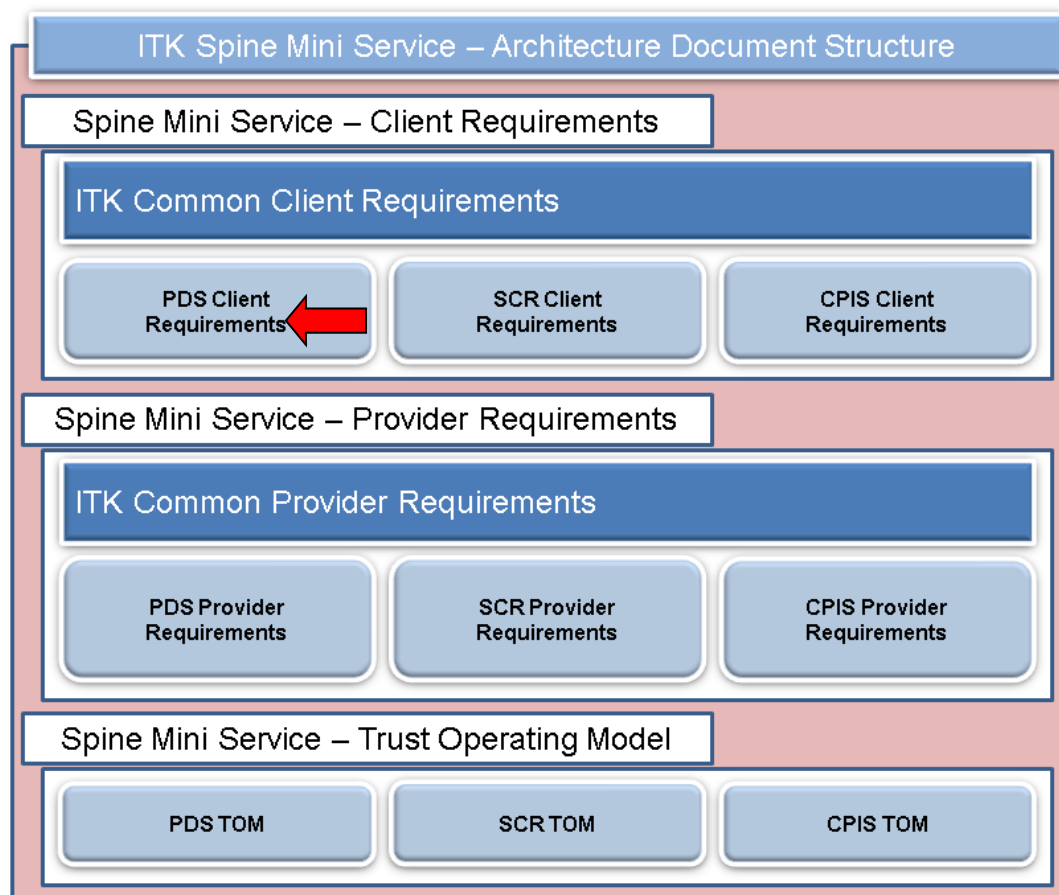 ITK Spine Mini Service – Architecture Document Structure
Spine Mini Service – Client Requirements
ITK Common Client Requirements
PDS Client
Requirements
SCR Client
Requirements
CPIS Client
Requirements
Spine Mini Service – Provider Requirements
ITK Common Provider Requirements
PDS Provider
Requirements
SCR Provider
Requirements
CPIS Provider
Requirements
Spine Mini Service – Trust Operating Model
PDS TOM
SCR TOM
CPIS TOM